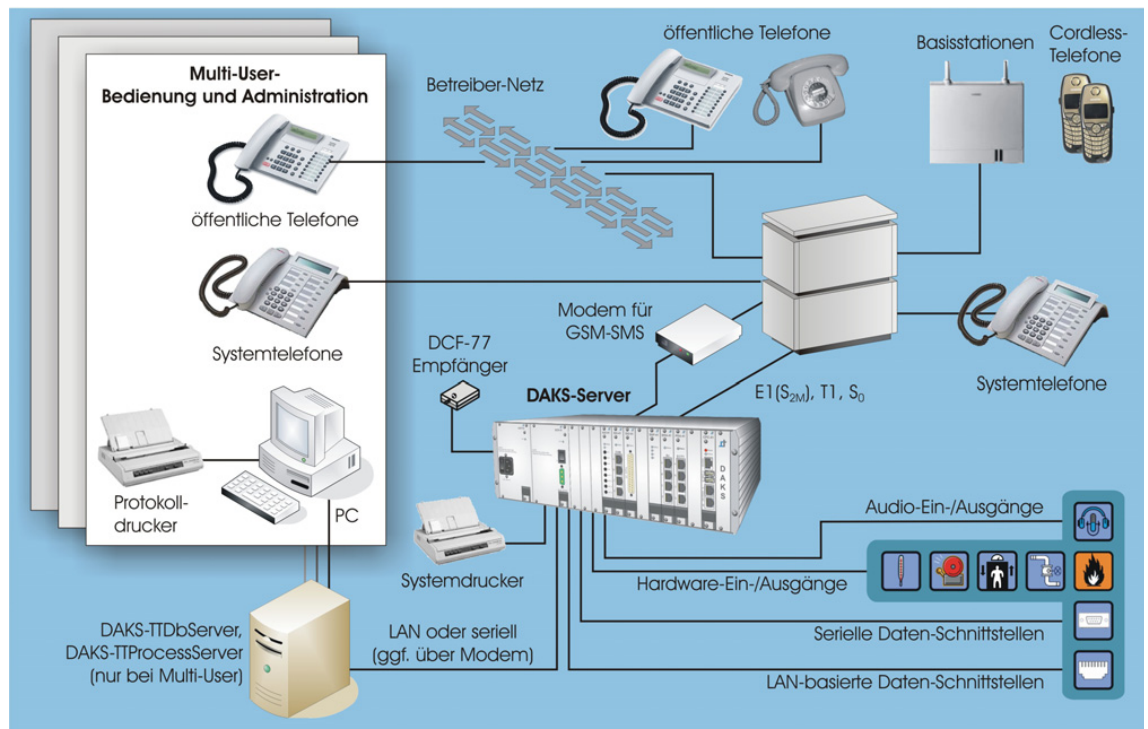 Multi-User-
Bedienung und Administration
öffentliche Telefone
Systemtelefone
Protokoll-
drucker
PC
Betreiber-Netz
öffentliche Telefone
Basisstationen
Cordless-
Telefone
Modem für
GSM-SMS
DCF-77
Empfänger
DAKS-Server
E1(S2M), T1, S0
Systemtelefone
DAKS
Systemdrucker
Audio-Ein-/Ausgänge
Hardware-Ein-/Ausgänge
Serielle Daten-Schnittstellen
LAN-basierte Daten-Schnittstellen
DAKS-TTDbServer,
DAKS-TTProcessServer
(nur bei Multi-User)
LAN oder seriell
(ggf. über Modem)